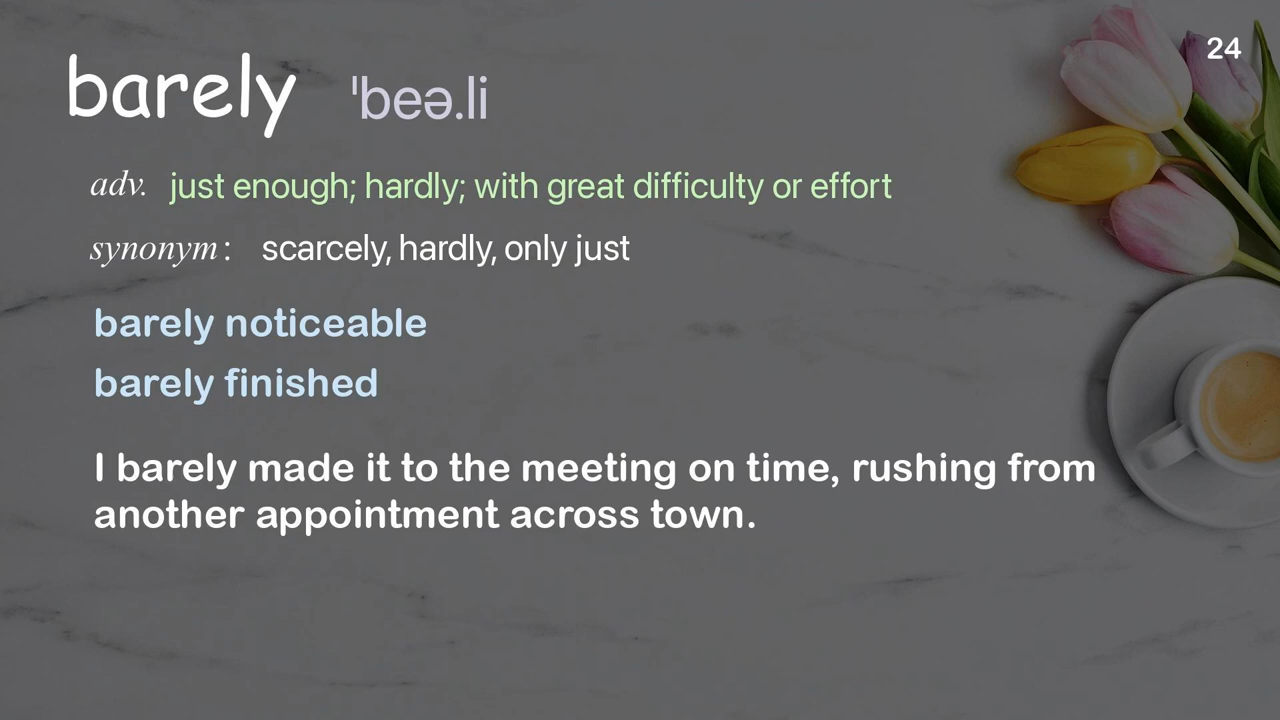 24
barely ˈbeə.li
adv. just enough; hardly; with great difficulty or effort
synonym: scarcely, hardly, only just
barely noticeable
barely finished
I barely made it to the meeting on time, rushing from
another appointment across town.